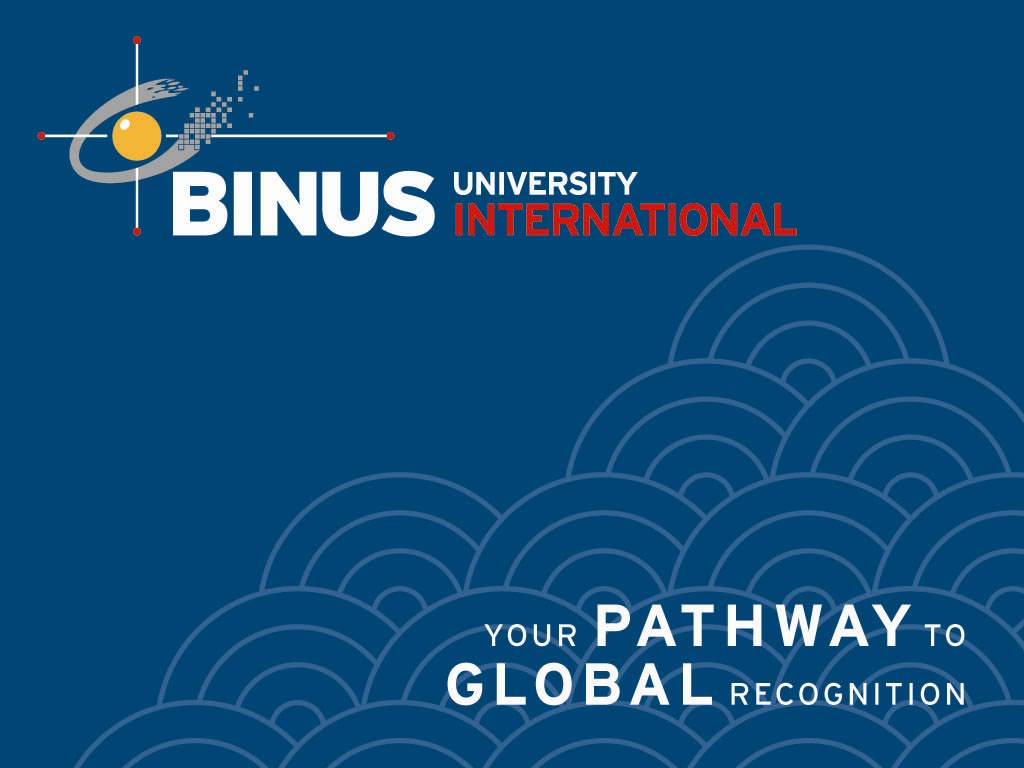 BINUS UNIVERSITY
INTERNATIONAL
YOUR PATHWAY TO
GLOBAL RECOGNITION